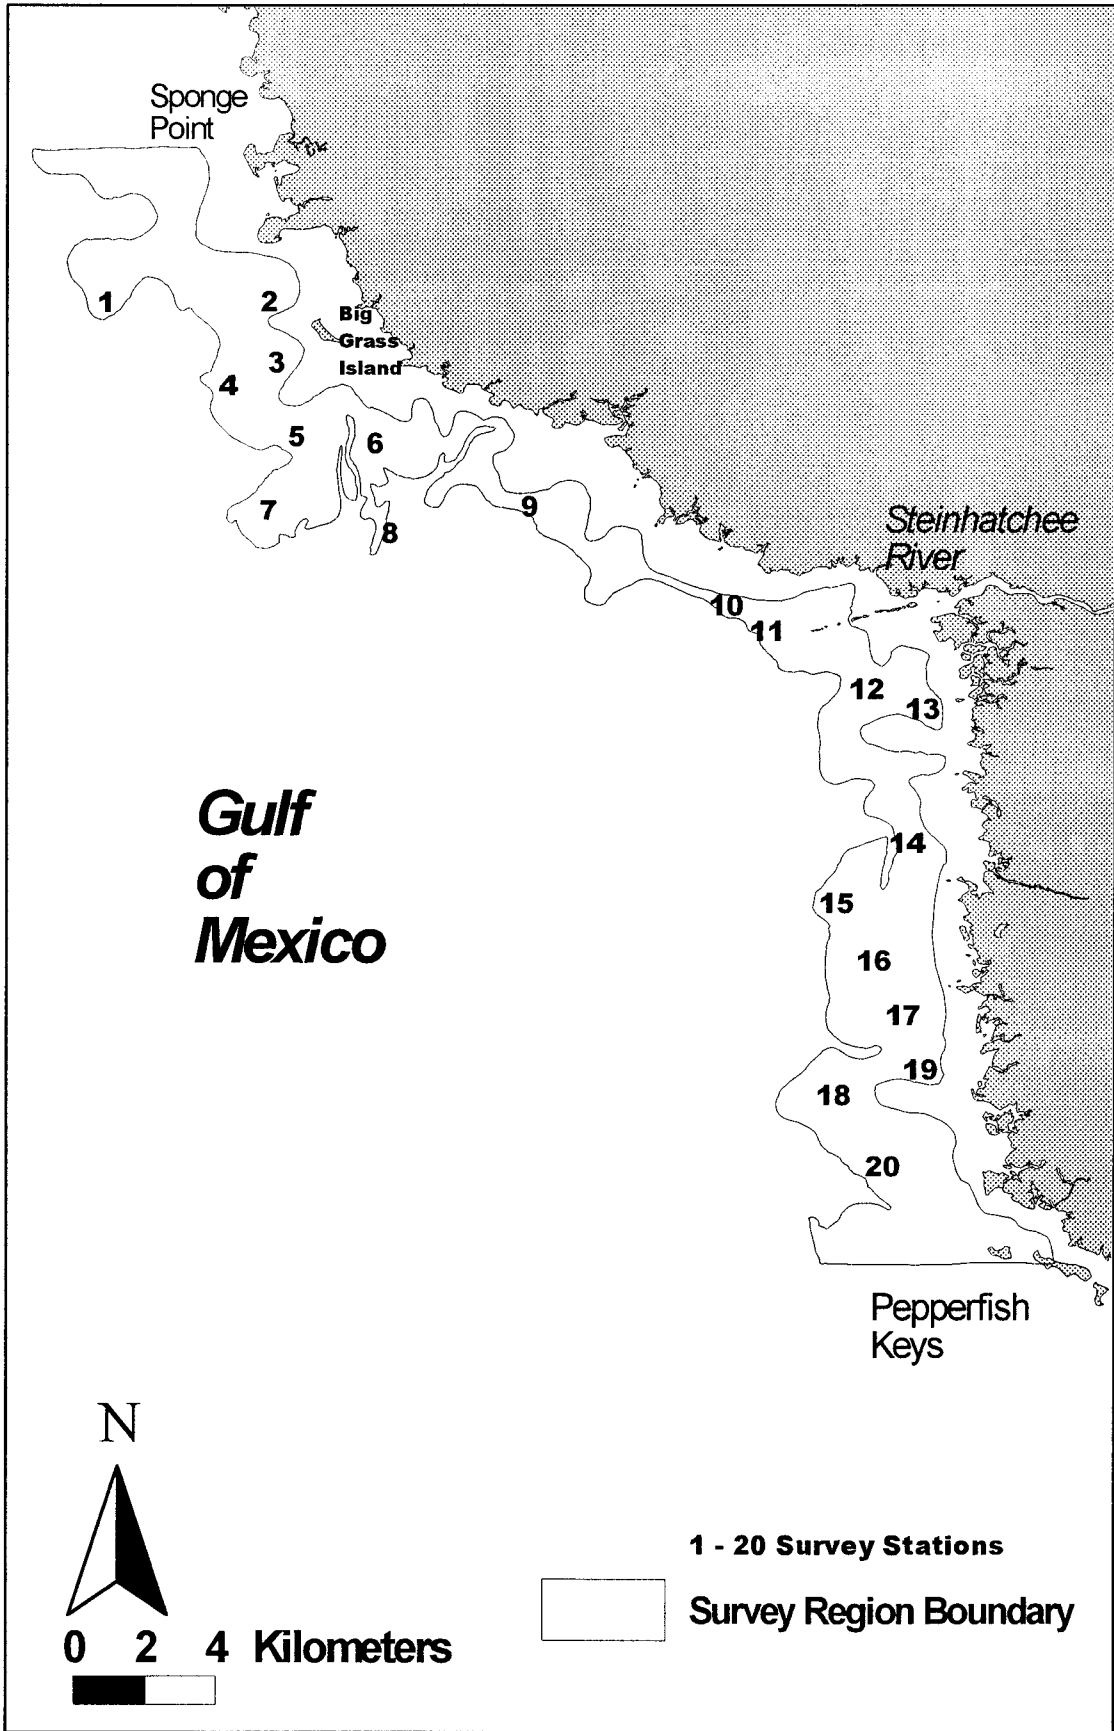 Sponge
Point
1
2
Big
Grass
Island
3
4
5
6
7
8
9
Steinhatchee
River
10
11
12
13
Gulf
of
Mexico
14
15
16
17
19
18
20
Pepperfish
Keys
N
1 - 20 Survey Stations
Survey Region Boundary
0 2 4 Kilometers